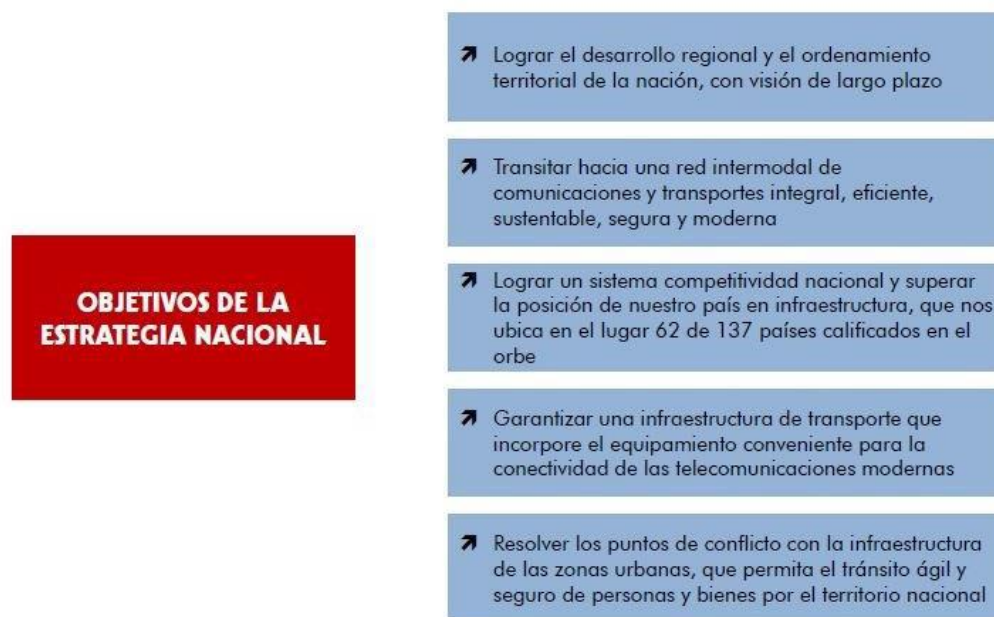 OBJETIVOS DE LA
ESTRATEGIA NACIONAL
Lograr el desarrollo regional y el ordenamiento
territorial de la nación, con visión de largo plazo
Transitar hacia una red intermodal de
comunicaciones y transportes integral, eficiente,
sustentable, segura y moderna
Lograr un sistema competitividad nacional y superar
la posición de nuestro país en infraestructura, que nos
ubica en el lugar 62 de 137 países calificados en el
orbe
Garantizar una infraestructura de transporte que
incorpore el equipamiento conveniente para la
conectividad de las telecomunicaciones modernas
Resolver los puntos de conflicto con la infraestructura
de las zonas urbanas, que permita el tránsito ágil y
seguro de personas y bienes por el territorio nacional